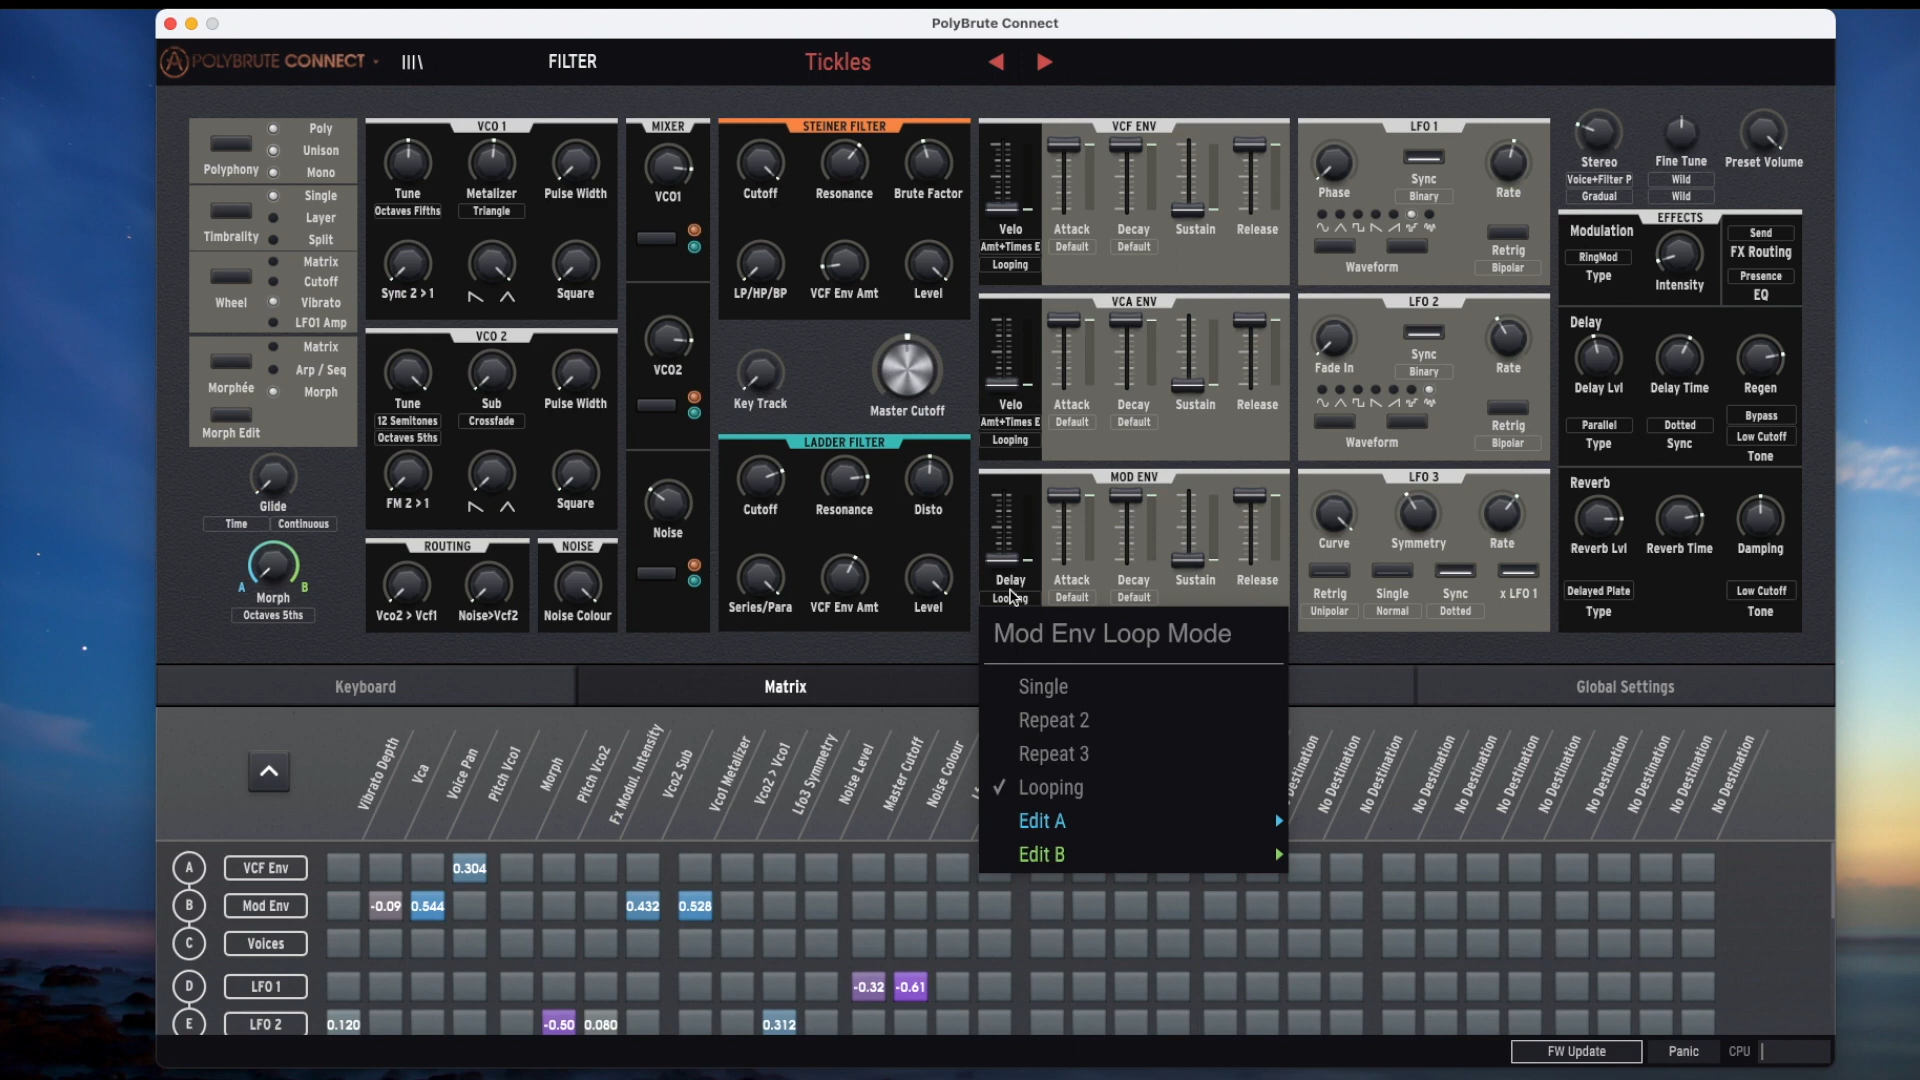 PolyBrute Connect
POLYBRUTE CONNECT
FILTER
Tickles
Polyphony
Poly
Unison
Mono
Timbrality
Single
Layer
Split
Wheel
Matrix
Cutoff
Vibrato
LFO1 Amp
Morphée
Matrix
Arp / Seq
Morph
Morph Edit
Glide
Time
Continuous
A
B
Morph
Octaves 5ths
VCO 1
Tune
Metalizer
Pulse Width
Octaves Fifths
Triangle
Sync 2 > 1
Square
VCO 2
Tune
Sub
Pulse Width
12 Semitones
Crossfade
Octaves 5ths
FM 2 > 1
Square
ROUTING
Vco2 > Vcf1
Noise>Vcf2
NOISE
Noise Colour
MIXER
VCO1
VCO2
Noise
STEINER FILTER
Cutoff
Resonance
Brute Factor
LP/HP/BP
VCF Env Amt
Level
Key Track
Master Cutoff
LADDER FILTER
Cutoff
Resonance
Disto
Series/Para
VCF Env Amt
Level
VCF ENV
Velo
Attack
Decay
Sustain
Release
Amt+Times E
Default
Default
Looping
VCA ENV
Velo
Attack
Decay
Sustain
Release
Amt+Times E
Default
Default
Looping
MOD ENV
Delay
Attack
Decay
Sustain
Release
Default
Default
Mod Env Loop Mode
Single
Repeat 2
Repeat 3
✓ Looping
Edit A
Edit B
LFO 1
Phase
Sync
Rate
Binary
Retrig
Waveform
Bipolar
LFO 2
Fade In
Sync
Rate
Binary
Retrig
Waveform
Bipolar
LFO 3
Curve
Symmetry
Rate
Retrig
Single
Sync
x LFO 1
Unipolar
Normal
Dotted
Stereo
Fine Tune
Preset Volume
Voice+Filter P
Wild
Gradual
Wild
EFFECTS
Modulation
Send
RingMod
FX Routing
Type
Intensity
Presence
EQ
Delay
Delay Lvl
Delay Time
Regen
Bypass
Parallel
Dotted
Low Cutoff
Type
Sync
Tone
Reverb
Reverb Lvl
Reverb Time
Damping
Delayed Plate
Low Cutoff
Type
Tone
Keyboard
Matrix
Global Settings
Vibrato Depth
Vca
Voice Pan
Pitch Vco1
Morph
Pitch Vco2
Fx Modul. Intensity
Vco2 Sub
Vco1 Metalizer
Vco2 > Vco1
Lfo3 Symmetry
Noise Level
Master Cutoff
Noise Colour
No Destination
No Destination
No Destination
No Destination
No Destination
No Destination
No Destination
No Destination
No Destination
No Destination
A
VCF Env
0.304
B
Mod Env
-0.09
0.544
0.432
0.528
C
Voices
D
LFO 1
-0.32
-0.61
E
LFO 2
0.120
-0.50
0.080
0.312
FW Update
Panic
CPU